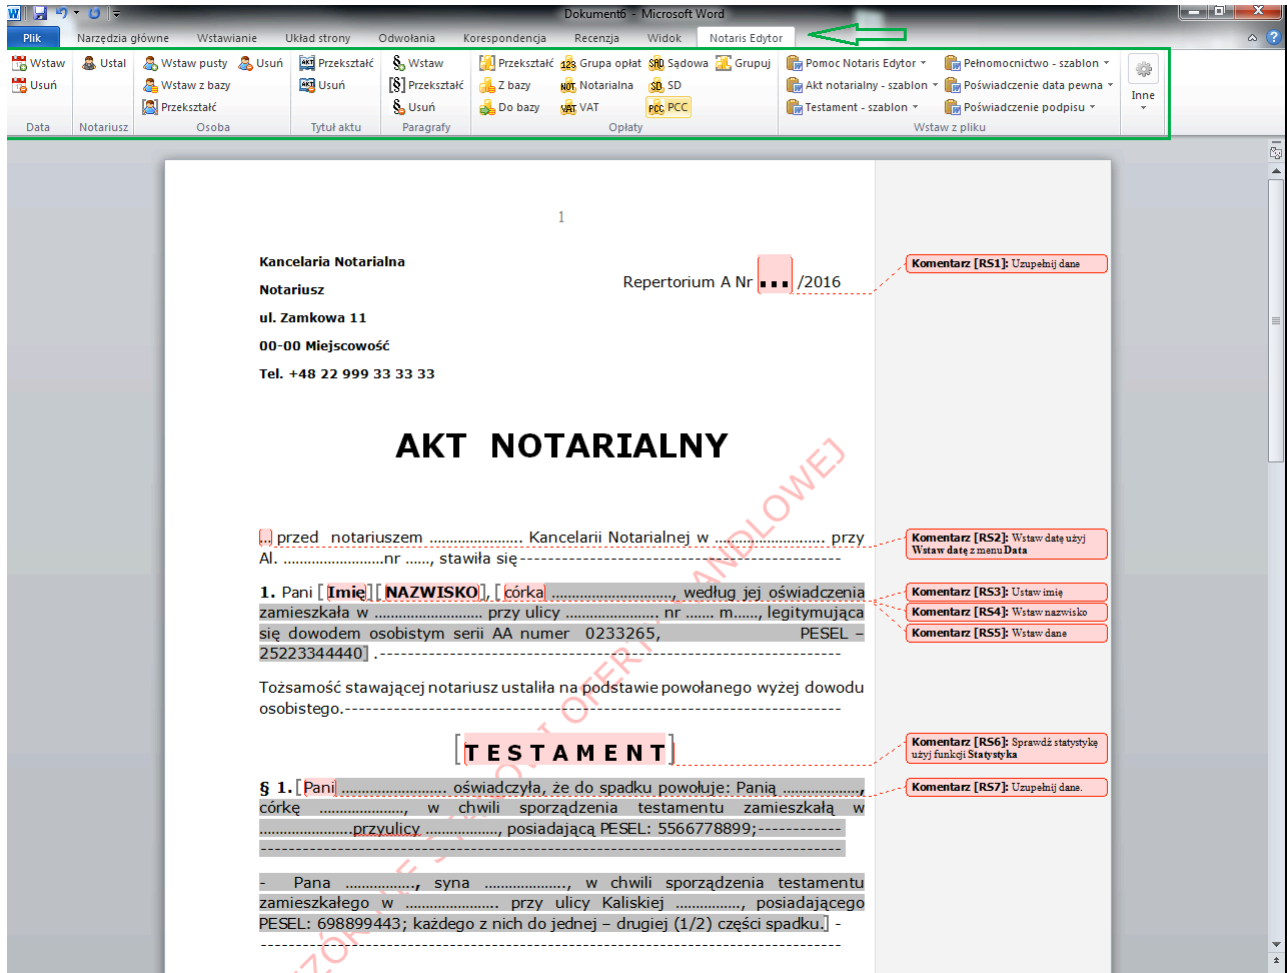 Dokument6 - Microsoft Word
Plik Narzędzia główne Wstawianie Układ strony Odwołania Korespondencja Recenzja Widok Notaris Edytor
Wstaw Ustal Wstaw pusty Usuń Przekształć Wstaw Przekształć Grupa opłat Sądowa Grupuj Pomoc Notaris Edytor Pełnomocnictwo - szablon
Usuń Wstaw z bazy Usuń Przekształć Z bazy Notarialna SD Akt notarialny - szablon Poświadczenie data pewna Inne
Przekształć Usuń Do bazy VAT PCC Testament - szablon Poświadczenie podpisu
Data Notariusz Osoba Tytuł aktu Paragrafy Opłaty Wstaw z pliku
1
Kancelaria Notarialna
Repertorium A Nr ... /2016
Komentarz [RS1]: Uzupełnij dane
Notariusz
ul. Zamkowa 11
00-00 Miejscowość
Tel. +48 22 999 33 33 33
AKT NOTARIALNY
... przed notariuszem ....................... Kancelarii Notarialnej w ........................... przy
Al. ...........................nr ......, stawiła się--------------------------------------------
Komentarz [RS2]: Wstaw datę użyj
Wstaw datę z menu Data
1. Pani [Imię][NAZWISKO], [córka .............................., według jej oświadczenia
zamieszkała w ........................... przy ulicy ....................... nr ....... m......, legitymująca
się dowodem osobistym serii AA numer 0233265, PESEL –
25223344440] .------------------------------------------------------------------
Komentarz [RS3]: Ustaw imię
Komentarz [RS4]: Wstaw nazwisko
Komentarz [RS5]: Wstaw dane
Tożsamość stawającej notariusz ustaliła na podstawie powołanego wyżej dowodu
osobistego.-----------------------------------------------------------------------
[TESTAMENT]
Komentarz [RS6]: Sprawdź statystykę
użyj funkcji Statystyka
§ 1.[Pani .......................... oświadczyła, że do spadku powołuje: Panią ...................,
córkę ....................., w chwili sporządzenia testamentu zamieszkałą w
.......................przyulicy .................., posiadającą PESEL: 5566778899;------------
-----------------------------------------------------------------------------------
Komentarz [RS7]: Uzupełnij dane.
- Pana ................., syna ...................., w chwili sporządzenia testamentu
zamieszkałego w ....................... przy ulicy Kaliskiej ................, posiadającego
PESEL: 698899443; każdego z nich do jednej – drugiej (1/2) części spadku.] -
-----------------------------------------------------------------------------------